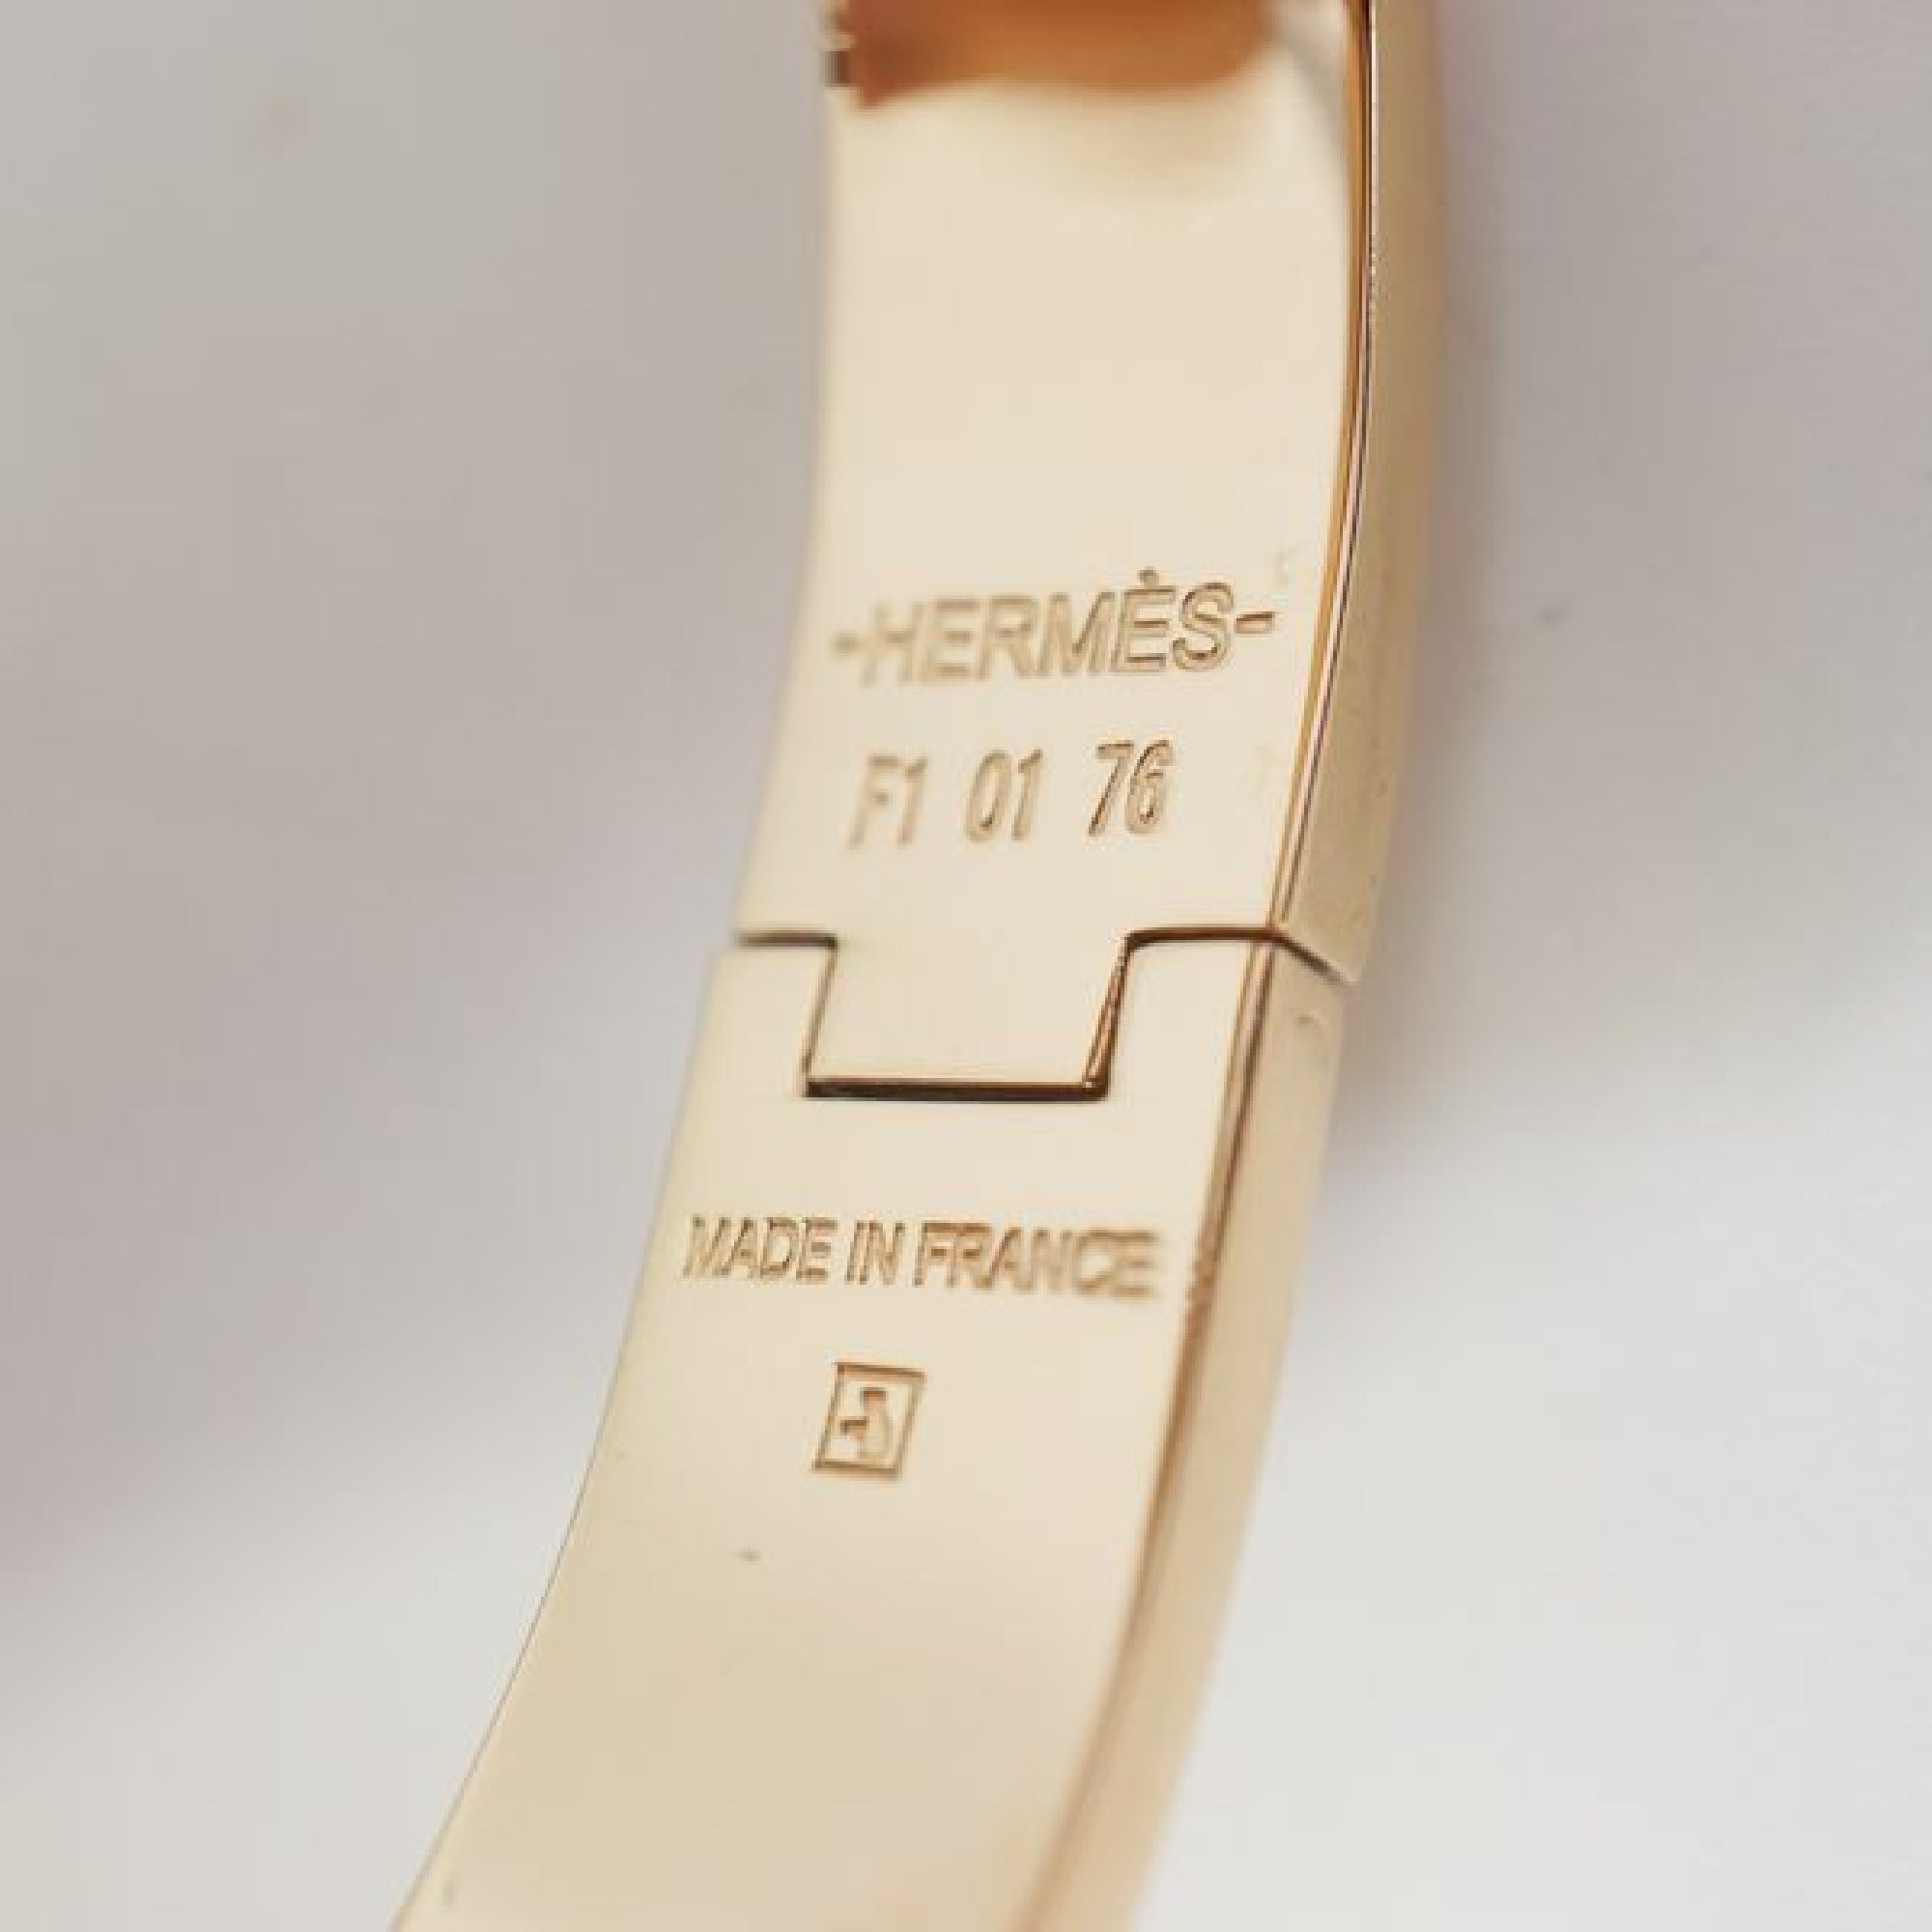 -HERMÈS-
F1 01 76
MADE IN FRANCE